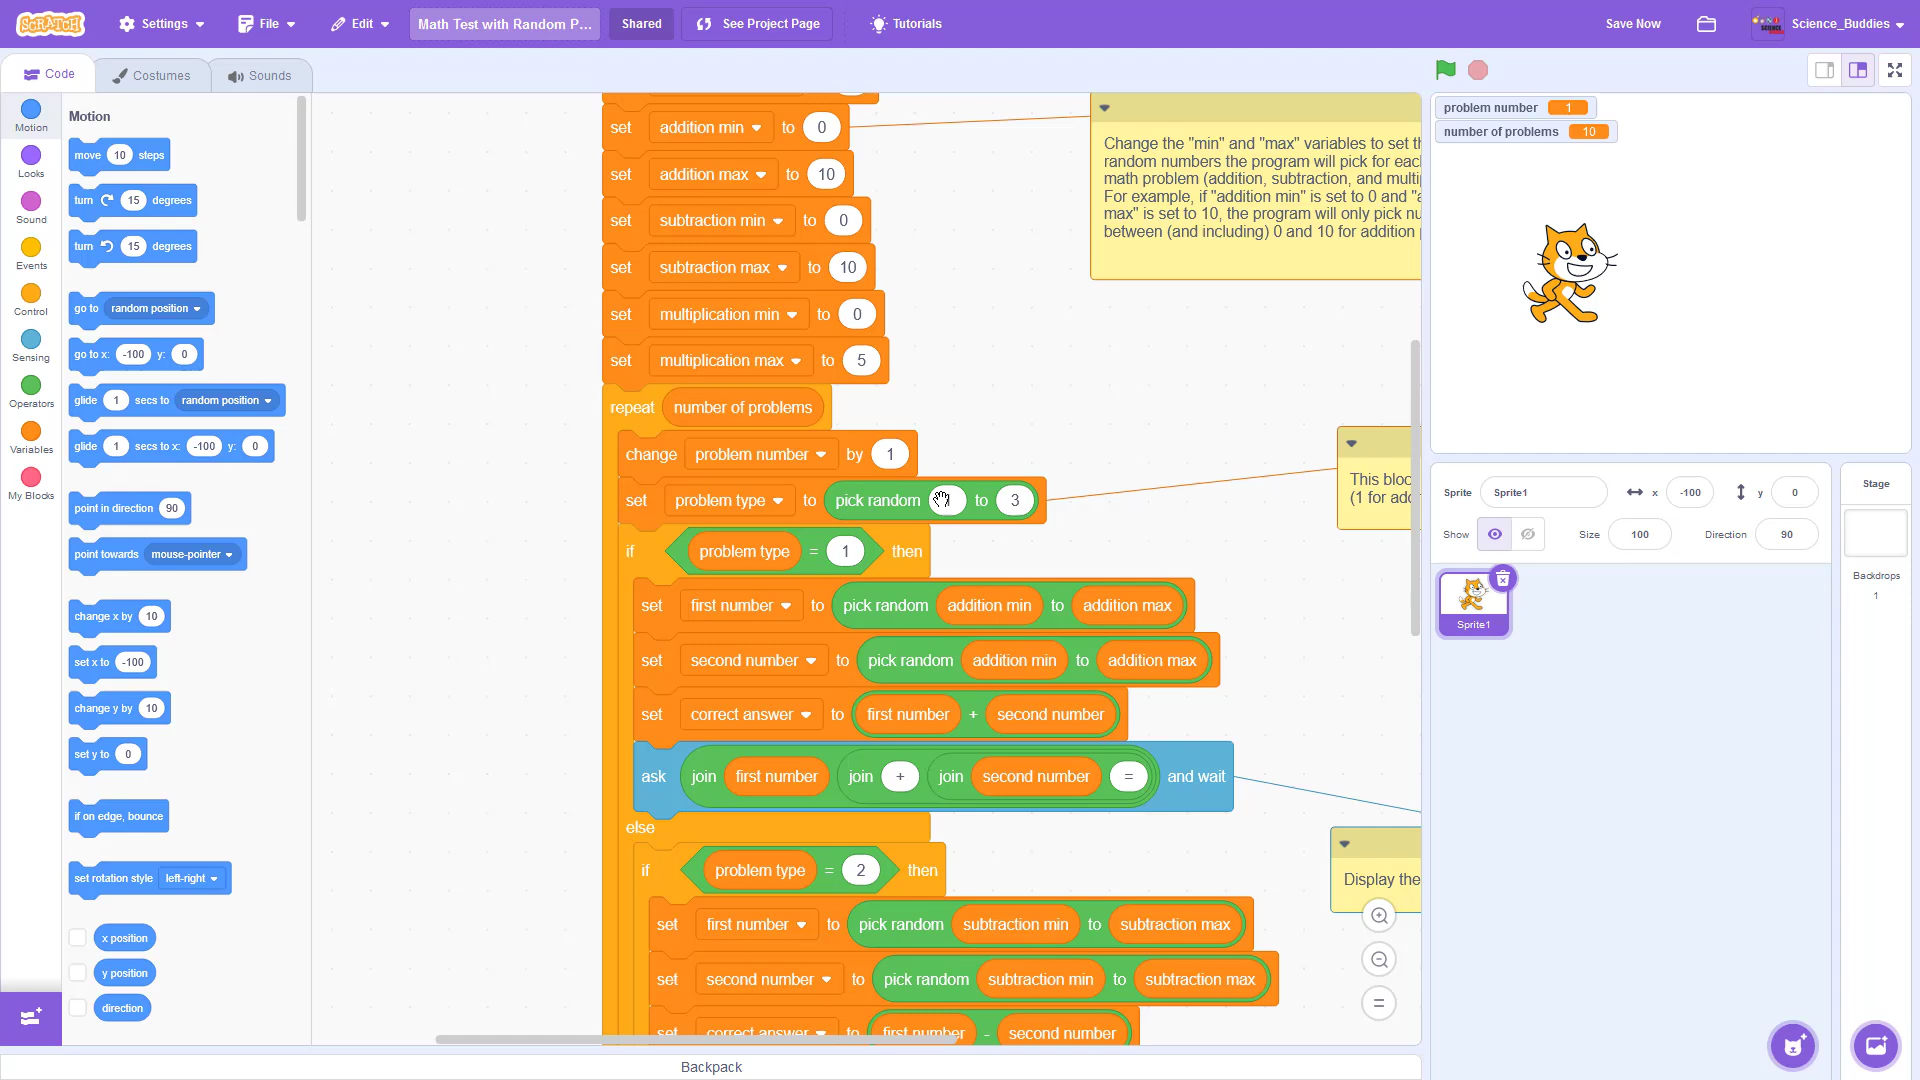 SCRATCH
Settings
File
Edit
Math Test with Random P...
Shared
See Project Page
Tutorials
Save Now
Science_Buddies
Code
Costumes
Sounds
Motion
Looks
Sound
Events
Control
Sensing
Operators
Variables
My Blocks
Motion
move 10 steps
turn 15 degrees
turn 15 degrees
go to random position
go to x: -100 y: 0
glide 1 secs to random position
glide 1 secs to x: -100 y: 0
point in direction 90
point towards mouse-pointer
change x by 10
set x to -100
change y by 10
set y to 0
if on edge, bounce
set rotation style left-right
x position
y position
direction
set addition min to 0
set addition max to 10
set subtraction min to 0
set subtraction max to 10
set multiplication min to 0
set multiplication max to 5
repeat number of problems
change problem number by 1
set problem type to pick random to 3
if problem type = 1 then
set first number to pick random addition min to addition max
set second number to pick random addition min to addition max
set correct answer to first number + second number
ask join first number join + join second number = and wait
else
if problem type = 2 then
set first number to pick random subtraction min to subtraction max
set second number to pick random subtraction min to subtraction max
set correct answer to first number - second number
Change the "min" and "max" variables to set t
random numbers the program will pick for eac
math problem (addition, subtraction, and multi
For example, if "addition min" is set to 0 and "a
max" is set to 10, the program will only pick nu
between (and including) 0 and 10 for addition
This bloc
(1 for add
Display the
problem number 1
number of problems 10
Sprite Sprite1 x -100 y 0
Show Size 100 Direction 90
Sprite1
Stage
Backdrops
1
Backpack